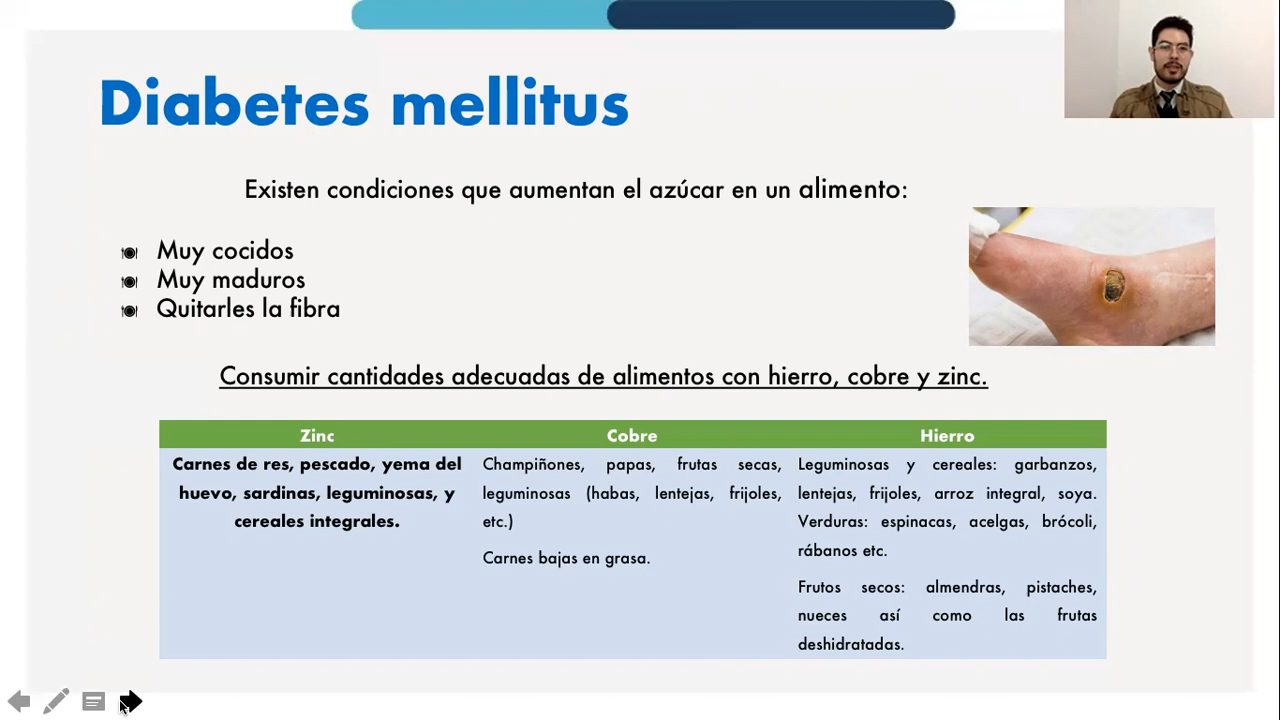 Diabetes mellitus
Existen condiciones que aumentan el azúcar en un alimento:
Muy cocidos
Muy maduros
Quitarles la fibra
Consumir cantidades adecuadas de alimentos con hierro, cobre y zinc.
Zinc
Carnes de res, pescado, yema del
huevo, sardinas, leguminosas, y
cereales integrales.
Cobre
Champiñones, papas, frutas secas,
leguminosas (habas, lentejas, frijoles,
etc.)
Carnes bajas en grasa.
Hierro
Leguminosas y cereales: garbanzos,
lentejas, frijoles, arroz integral, soya.
Verduras: espinacas, acelgas, brócoli,
rábanos etc.
Frutos secos: almendras, pistaches,
nueces así como las frutas
deshidratadas.